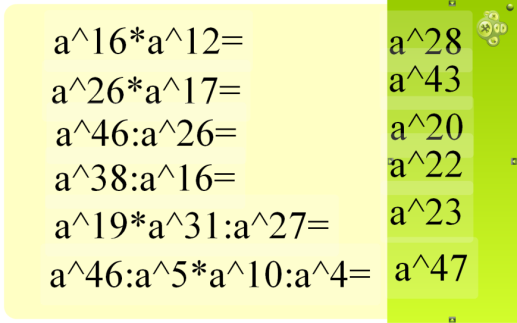 a^16*a^12= a^28
a^26*a^17= a^43
a^46:a^26= a^20
a^38:a^16= a^22
a^19*a^31:a^27= a^23
a^46:a^5*a^10:a^4= a^47